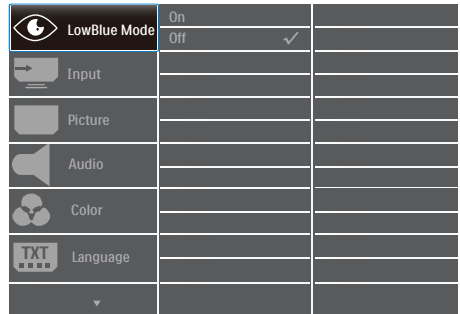 LowBlue Mode
On
Off
Input
Picture
Audio
Color
TXT
Language